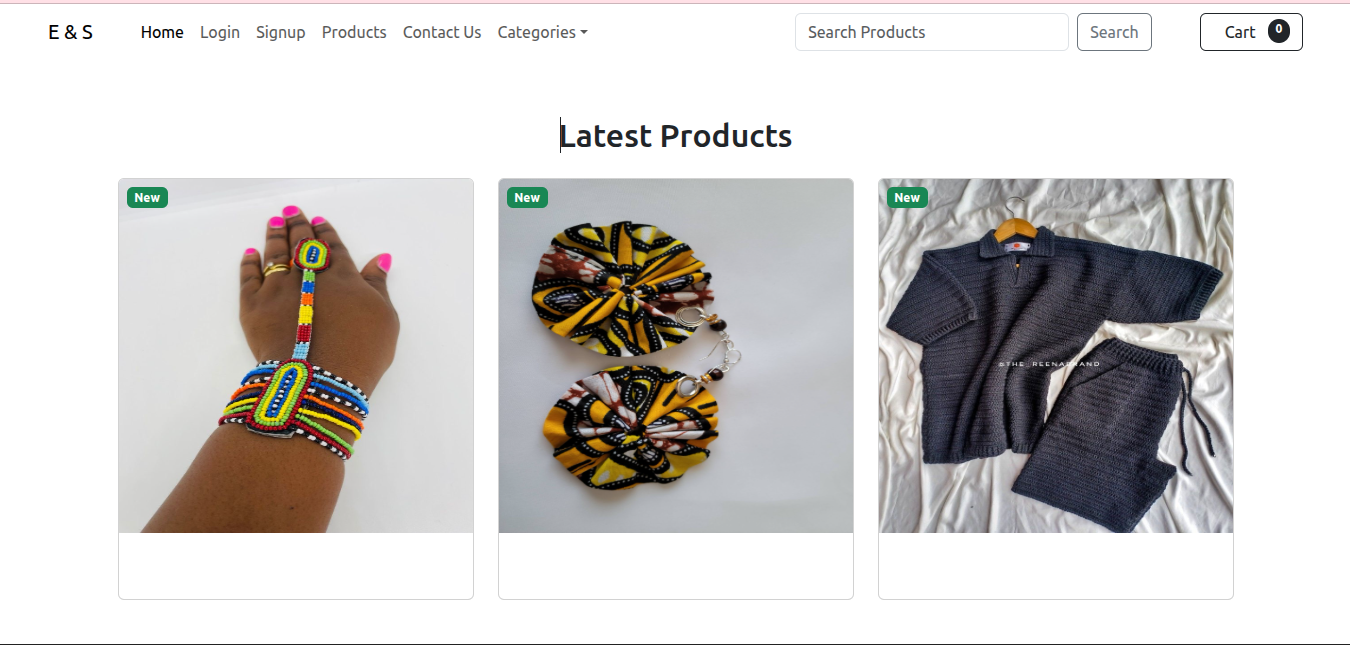 E & S Home Login Signup Products Contact Us Categories Search Products Search Cart 0
Latest Products
New New New
©THE_REENABRAND